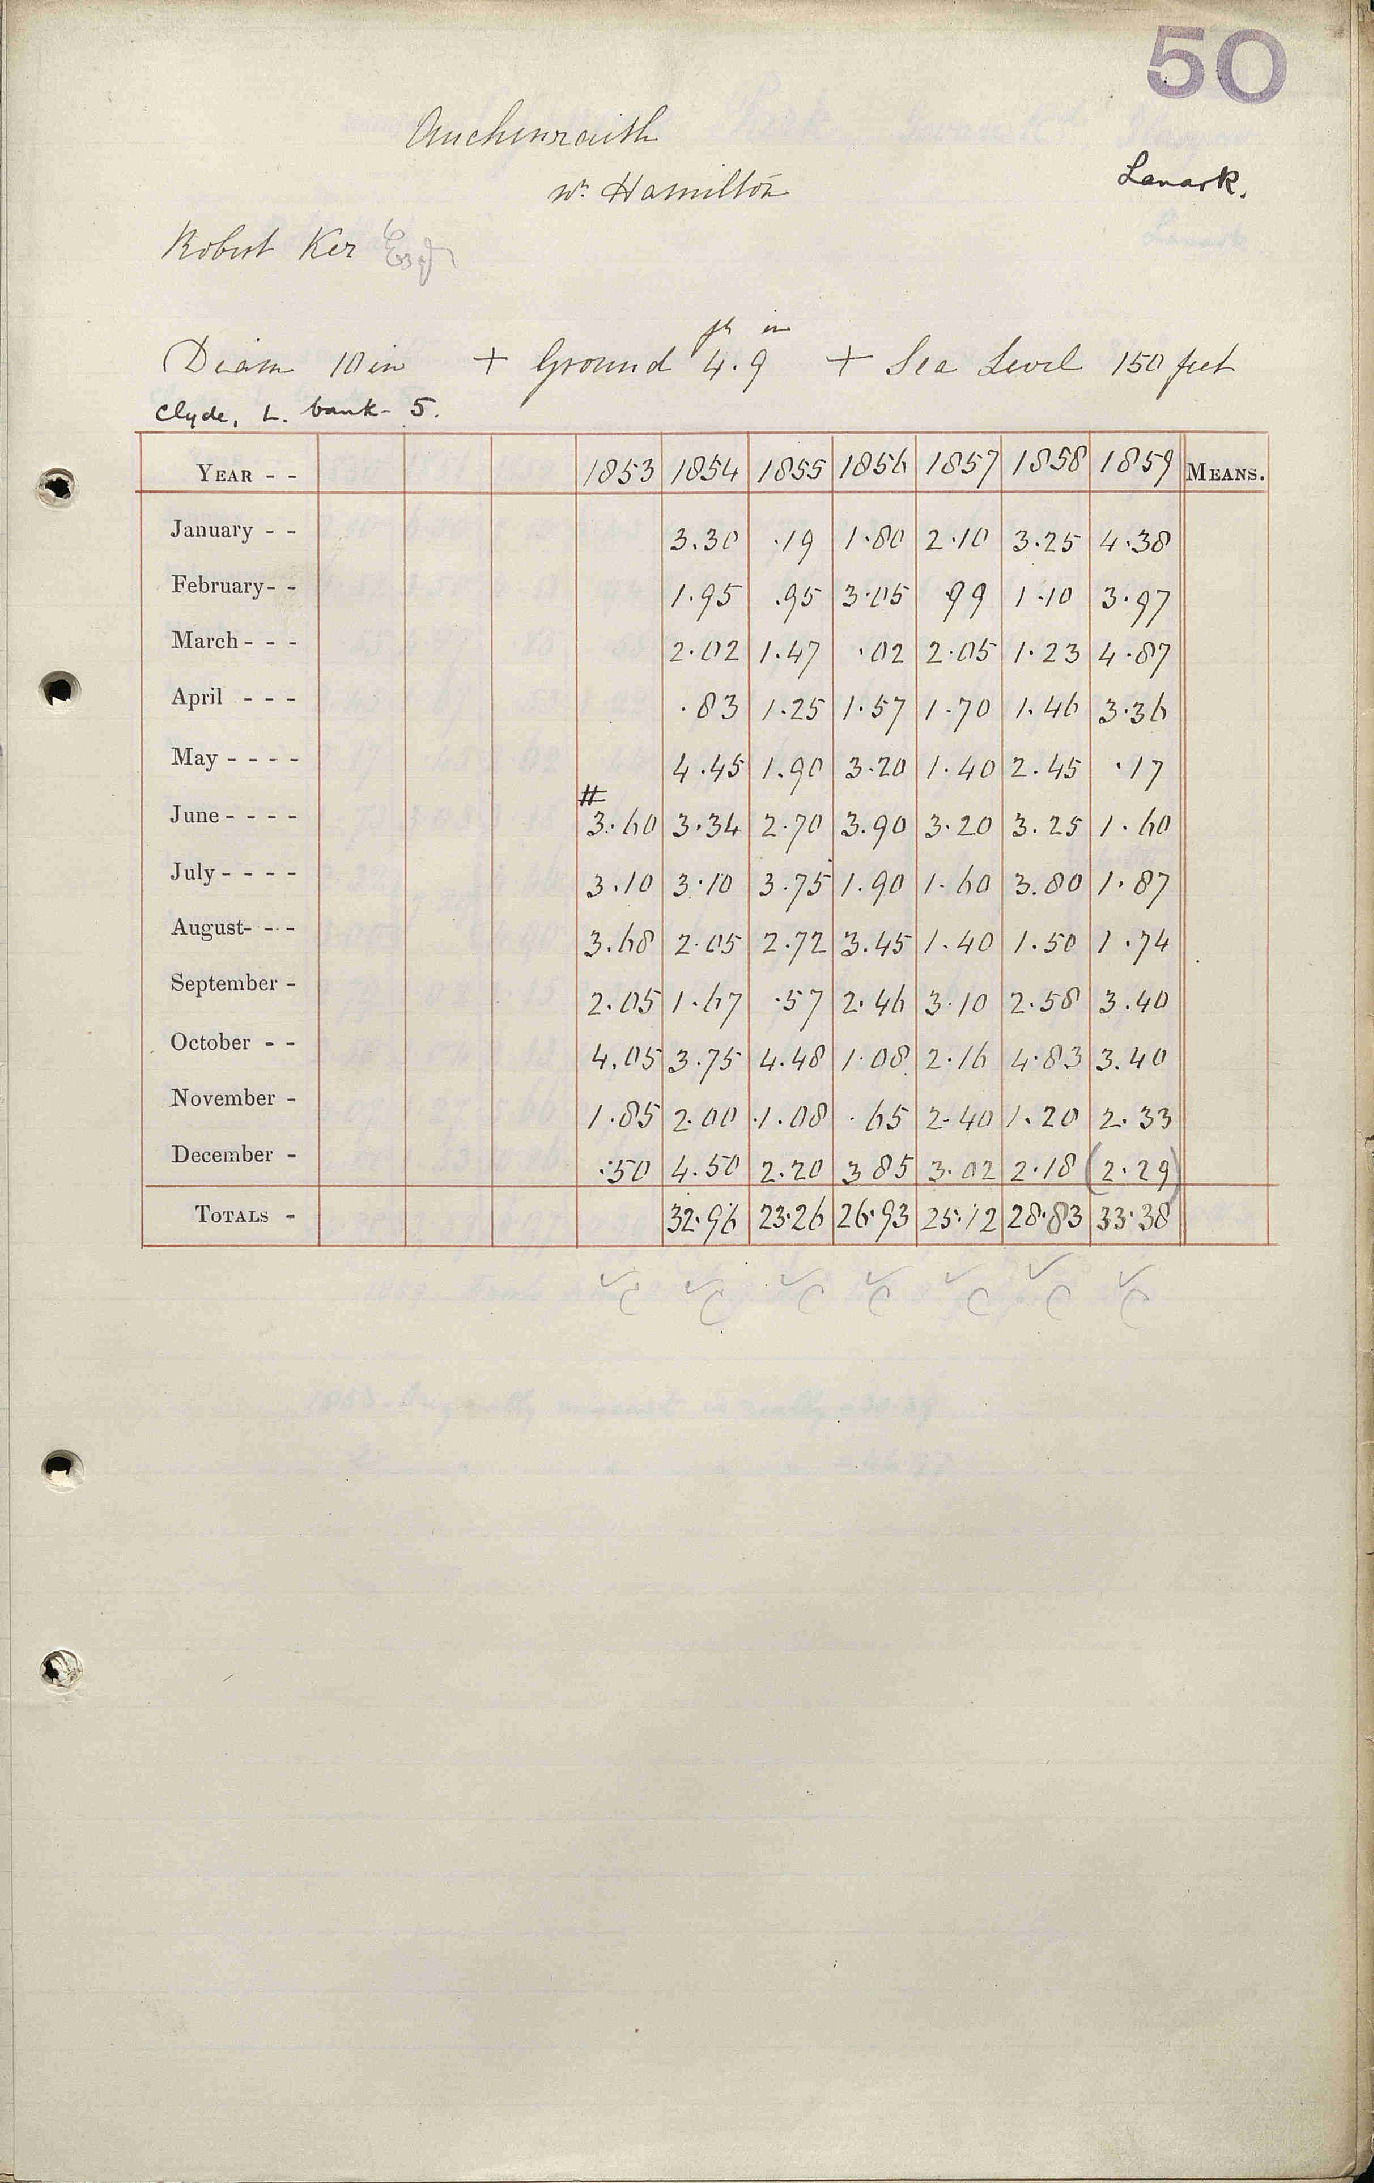 50
Auchinraith
nr. Hamilton
Lanark.
Robert Ker Esqr
ft in
Diam 10 in + Ground 4.9 + Sea Level 150 feet
Clyde, L. bank - 5.
YEAR - - 1853 1854 1855 1856 1857 1858 1859 MEANS.
January - - 3.30 .19 1.80 2.10 3.25 4.38
February - - 1.95 .95 3.05 .99 1.10 3.97
March - - - 2.02 1.47 .02 2.05 1.23 4.87
April - - - .83 1.25 1.57 1.70 1.46 3.36
May - - - - 4.45 1.90 3.20 1.40 2.45 .17
#
June - - - - 3.60 3.34 2.70 3.90 3.20 3.25 1.60
July - - - - 3.10 3.10 3.75 1.90 1.60 3.80 1.87
August - - - 3.68 2.05 2.72 3.45 1.40 1.50 1.74
September - 2.05 1.67 .57 2.46 3.10 2.58 3.40
October - - 4.05 3.75 4.48 1.08 2.16 4.83 3.40
November - 1.85 2.00 1.08 .65 2.40 1.20 2.33
December - .50 4.50 2.20 3.85 3.02 2.18 (2.29)
TOTALS - 32.96 23.26 26.93 25.12 28.83 33.38
✓C ✓C ✓C ✓C ✓C ✓C ✓C